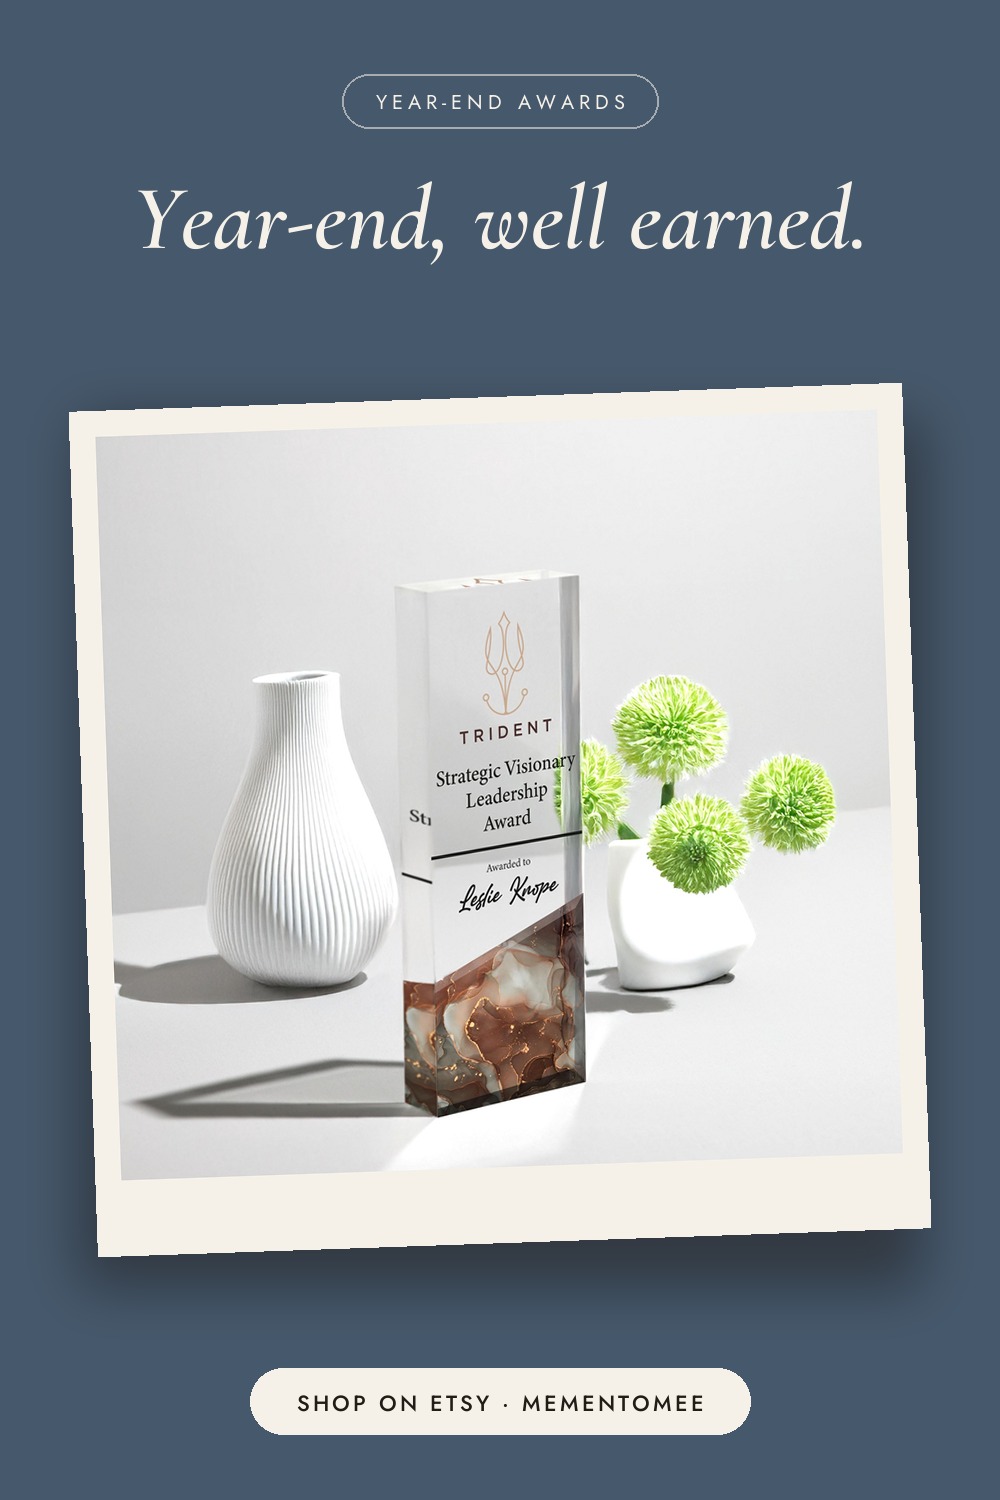 YEAR-END AWARDS
Year-end, well earned.
TRIDENT
Strategic Visionary
Leadership
Award
Awarded to
Leslie Knope
SHOP ON ETSY · MEMENTOMEE